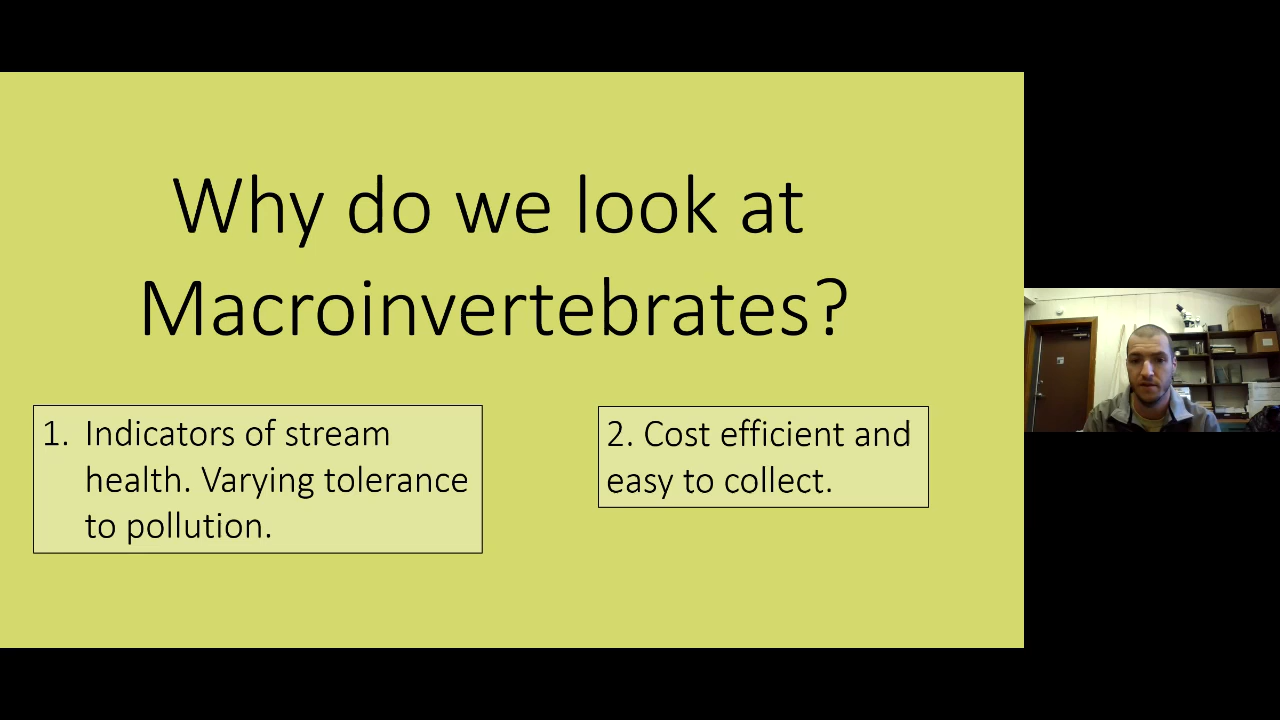 Why do we look at
Macroinvertebrates?
1. Indicators of stream
health. Varying tolerance
to pollution.
2. Cost efficient and
easy to collect.